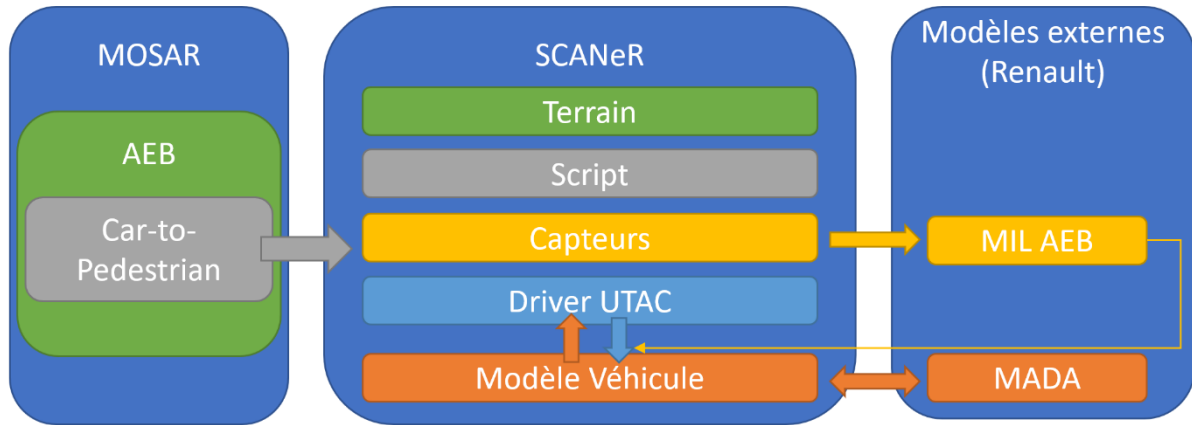 MOSAR
AEB
Car-to-
Pedestrian
SCANeR
Terrain
Script
Capteurs
Driver UTAC
Modèle Véhicule
Modèles externes
(Renault)
MIL AEB
MADA